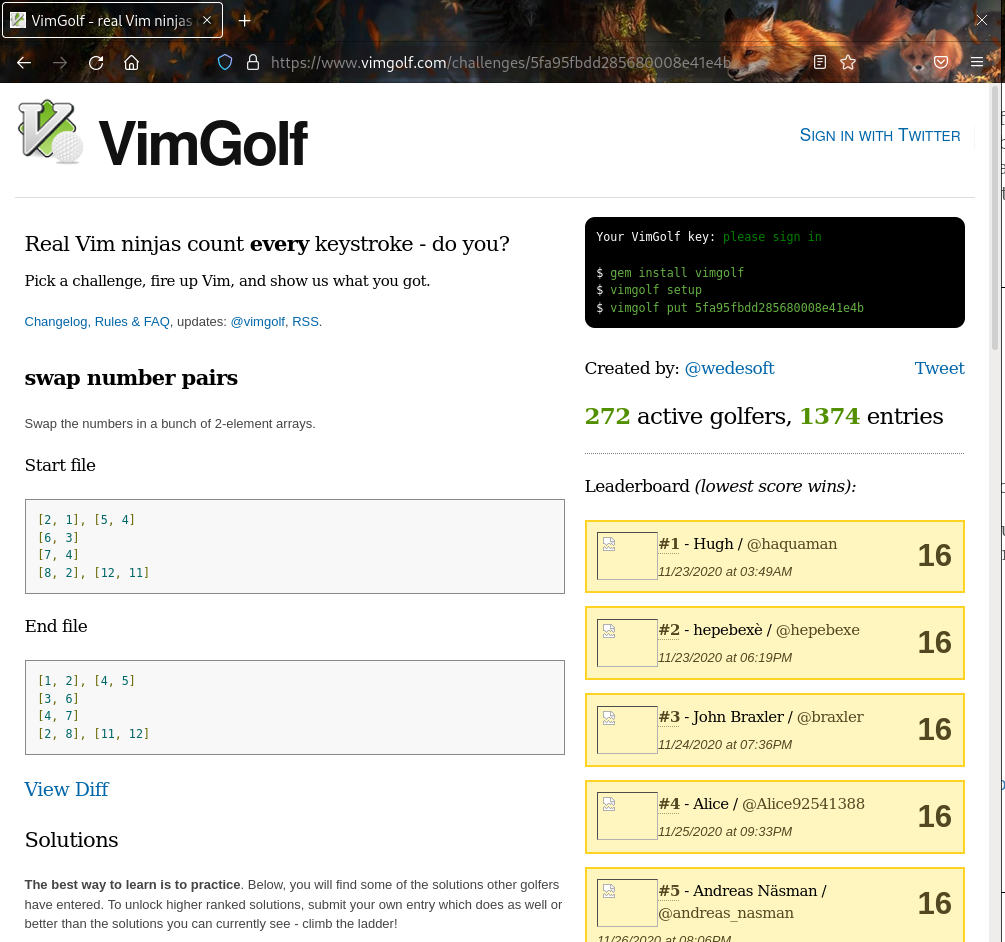 VimGolf - real Vim ninjas
https://www.vimgolf.com/challenges/5fa95fbdd285680008e41e4b
VimGolf
Sign in with Twitter
Real Vim ninjas count every keystroke - do you?
Pick a challenge, fire up Vim, and show us what you got.
Changelog, Rules & FAQ, updates: @vimgolf, RSS.
swap number pairs
Swap the numbers in a bunch of 2-element arrays.
Start file
[2, 1], [5, 4]
[6, 3]
[7, 4]
[8, 2], [12, 11]
End file
[1, 2], [4, 5]
[3, 6]
[4, 7]
[2, 8], [11, 12]
View Diff
Solutions
The best way to learn is to practice. Below, you will find some of the solutions other golfers
have entered. To unlock higher ranked solutions, submit your own entry which does as well or
better than the solutions you can currently see - climb the ladder!
Your VimGolf key: please sign in
$ gem install vimgolf
$ vimgolf setup
$ vimgolf put 5fa95fbdd285680008e41e4b
Created by: @wedesoft
Tweet
272 active golfers, 1374 entries
Leaderboard (lowest score wins):
#1 - Hugh / @haquaman
11/23/2020 at 03:49AM
16
#2 - hepebexè / @hepebexe
11/23/2020 at 06:19PM
16
#3 - John Braxler / @braxler
11/24/2020 at 07:36PM
16
#4 - Alice / @Alice92541388
11/25/2020 at 09:33PM
16
#5 - Andreas Näsman /
@andreas_nasman
11/26/2020 at 08:06PM
16